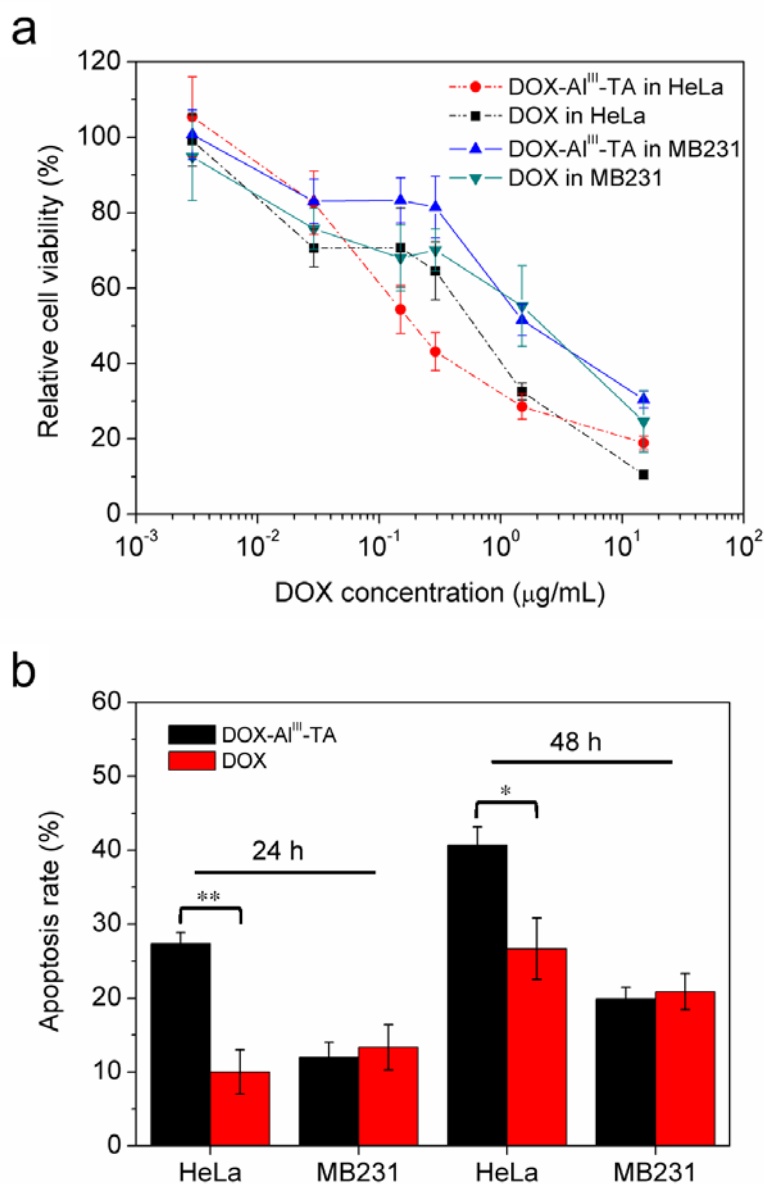 a
120
100
80
60
40
20
0
Relative cell viability (%)
DOX-Al^III-TA in HeLa
DOX in HeLa
DOX-Al^III-TA in MB231
DOX in MB231
10^-3 10^-2 10^-1 10^0 10^1 10^2
DOX concentration (μg/mL)
b
60
50
40
30
20
10
0
Apoptosis rate (%)
DOX-Al^III-TA
DOX
48 h
*
24 h
**
HeLa MB231 HeLa MB231